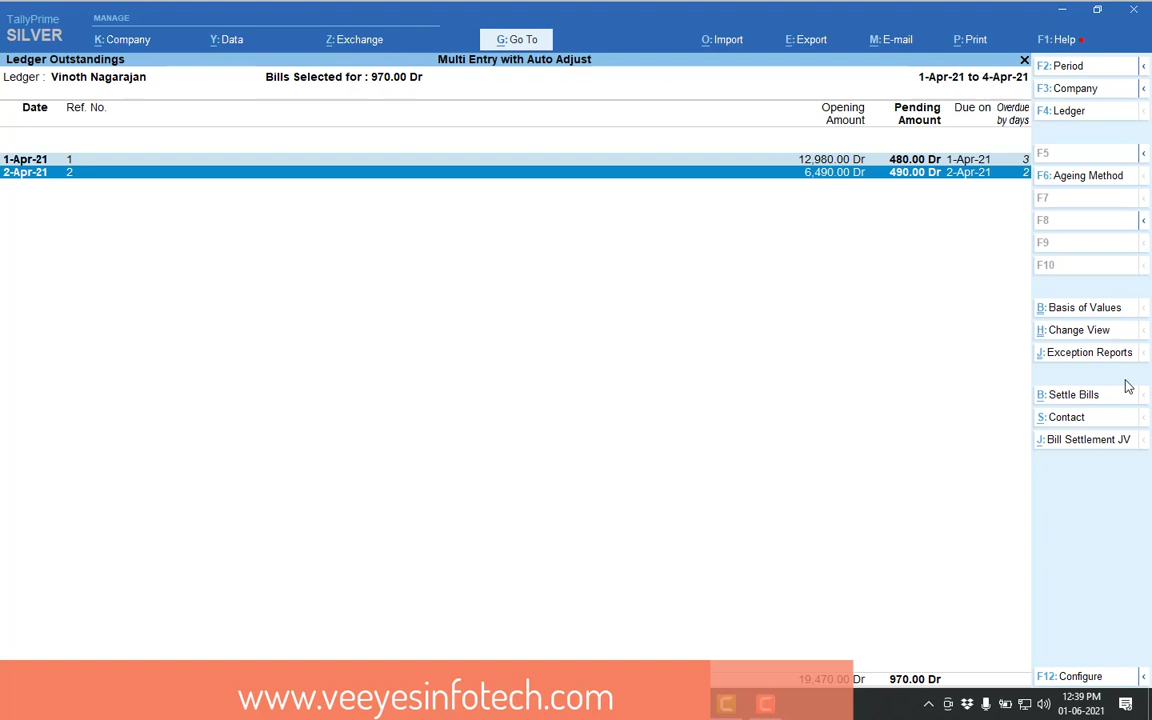 TallyPrime
SILVER
MANAGE
K: Company
Y: Data
Z: Exchange
G: Go To
O: Import
E: Export
M: E-mail
P: Print
F1: Help
Ledger Outstandings
Multi Entry with Auto Adjust
Ledger : Vinoth Nagarajan
Bills Selected for : 970.00 Dr
1-Apr-21 to 4-Apr-21
Date Ref. No. Opening Pending Due on Overdue
Amount Amount by days
1-Apr-21 1 12,980.00 Dr 480.00 Dr 1-Apr-21 3
2-Apr-21 2 6,490.00 Dr 490.00 Dr 2-Apr-21 2
19,470.00 Dr 970.00 Dr
F2: Period
F3: Company
F4: Ledger
F5
F6: Ageing Method
F7
F8
F9
F10
B: Basis of Values
H: Change View
J: Exception Reports
B: Settle Bills
S: Contact
J: Bill Settlement JV
F12: Configure
www.veeyesinfotech.com
12:39 PM
01-06-2021